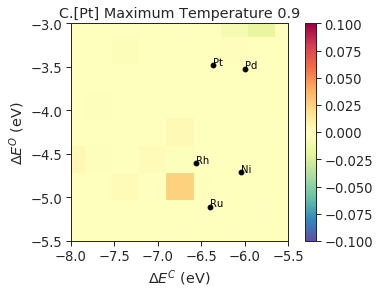 C.[Pt] Maximum Temperature 0.9
−3.0
−3.5
−4.0
−4.5
−5.0
−5.5
ΔE^O (eV)
Pt
Pd
Rh
Ni
Ru
−8.0 −7.5 −7.0 −6.5 −6.0 −5.5
ΔE^C (eV)
0.100
0.075
0.050
0.025
0.000
−0.025
−0.050
−0.075
−0.100